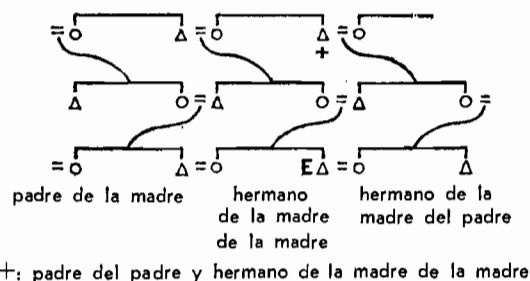 +
E
padre de la madre
hermano
de la madre
de la madre
hermano de la
madre del padre
+: padre del padre y hermano de la madre de la madre